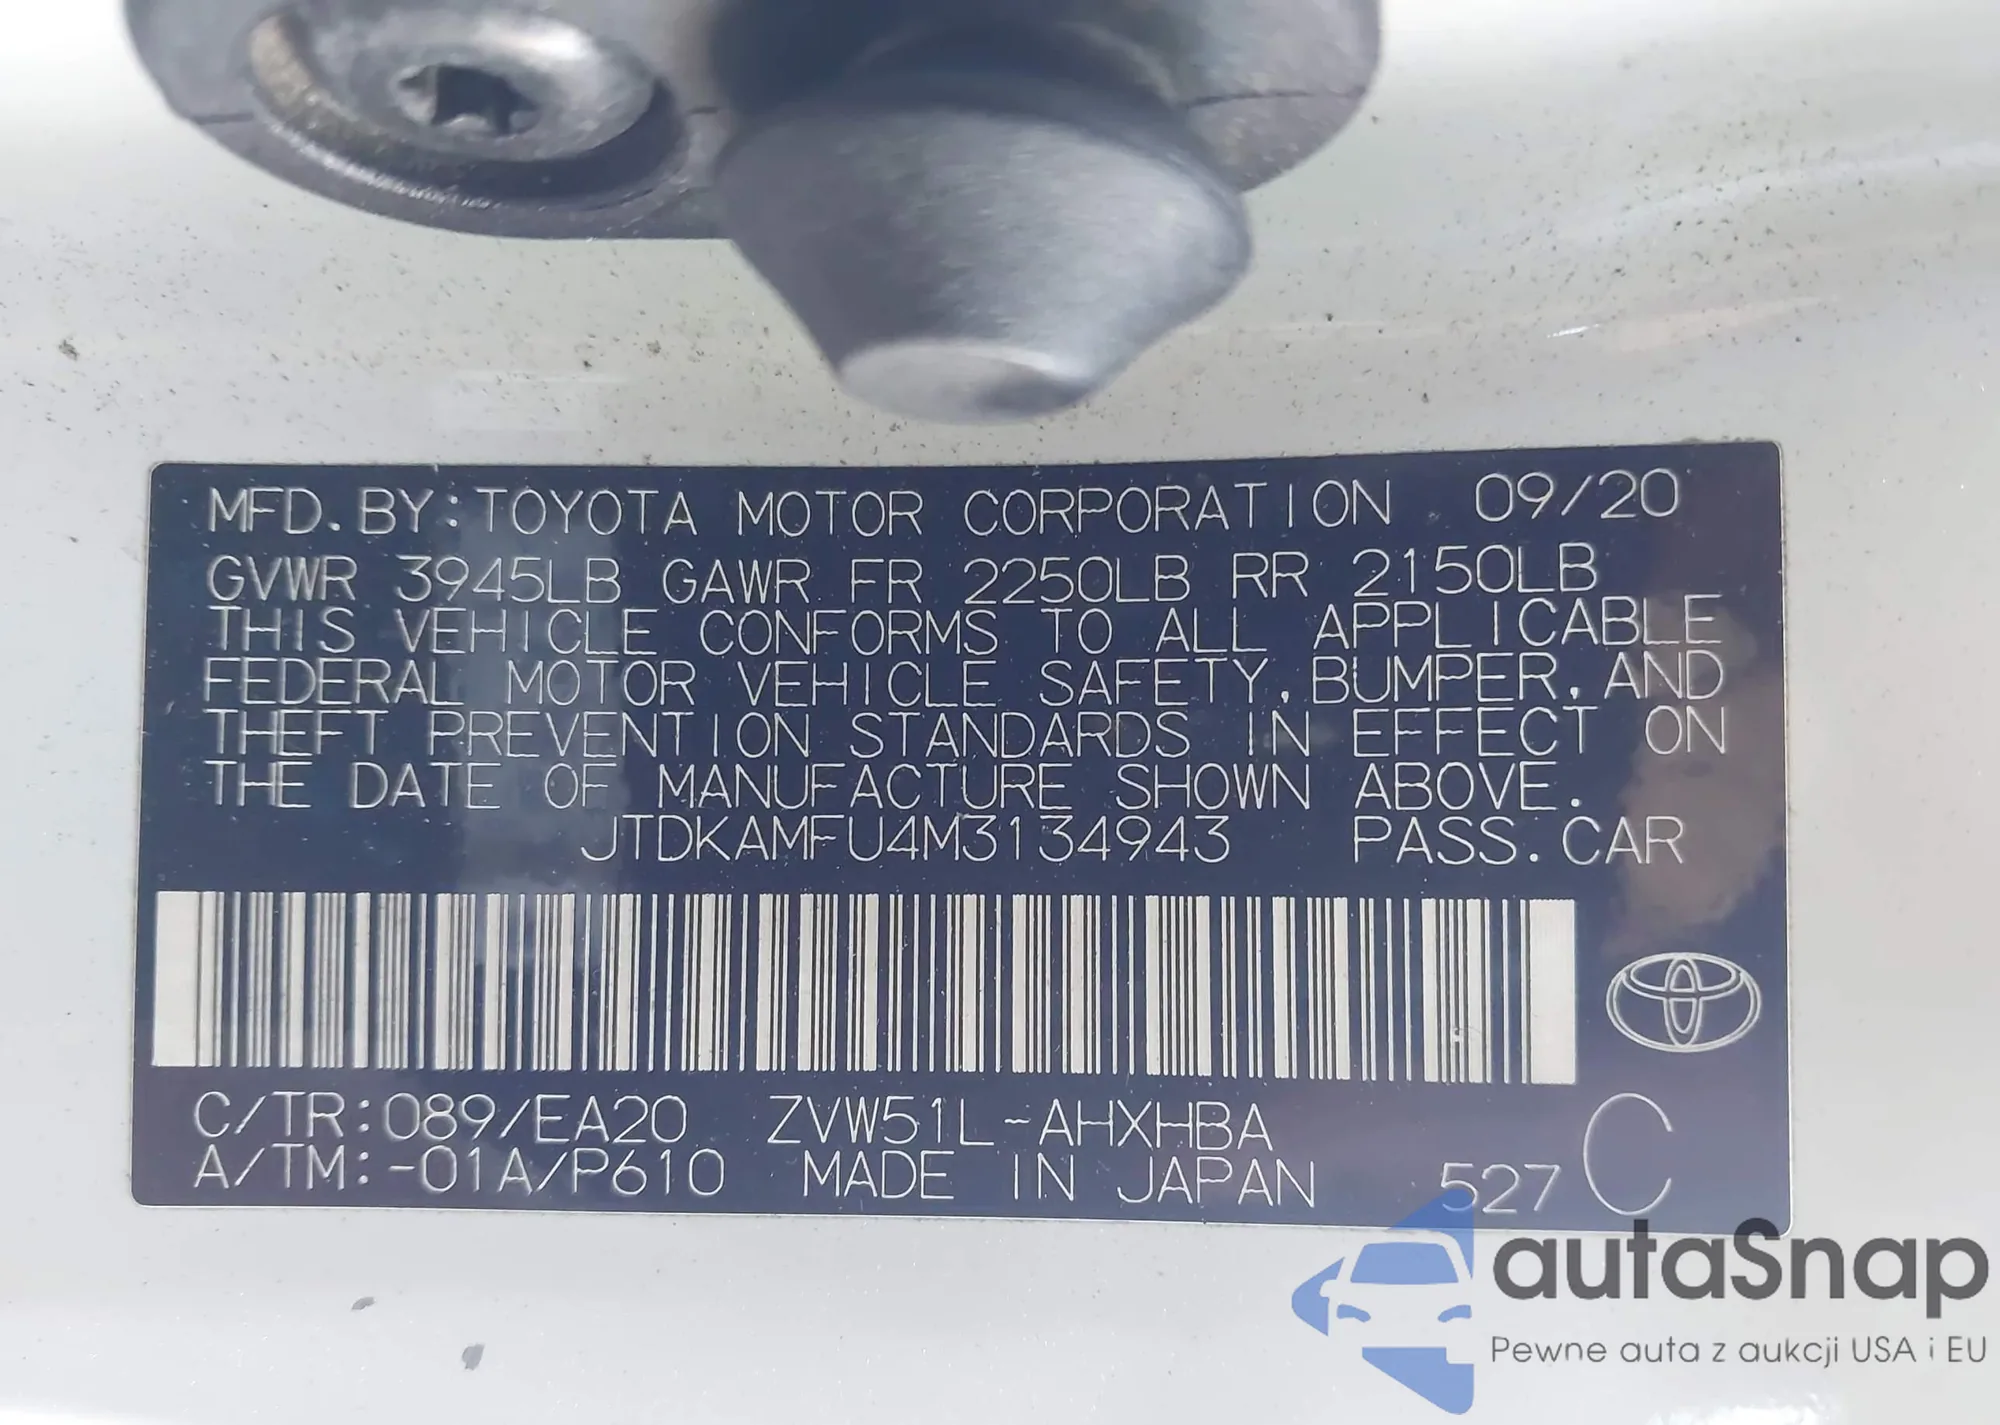 MFD. BY: TOYOTA MOTOR CORPORATION 09/20
GVWR 3945LB GAWR FR 2250LB RR 2150LB
THIS VEHICLE CONFORMS TO ALL APPLICABLE
FEDERAL MOTOR VEHICLE SAFETY, BUMPER, AND
THEFT PREVENTION STANDARDS IN EFFECT ON
THE DATE OF MANUFACTURE SHOWN ABOVE.
JTDKAMFU4M3134943 PASS. CAR
C/TR:089/EA20 ZVW51L-AHXHBA
A/TM:-01A/P610 MADE IN JAPAN 527 C
autaSnap
Pewne auta z aukcji USA i EU